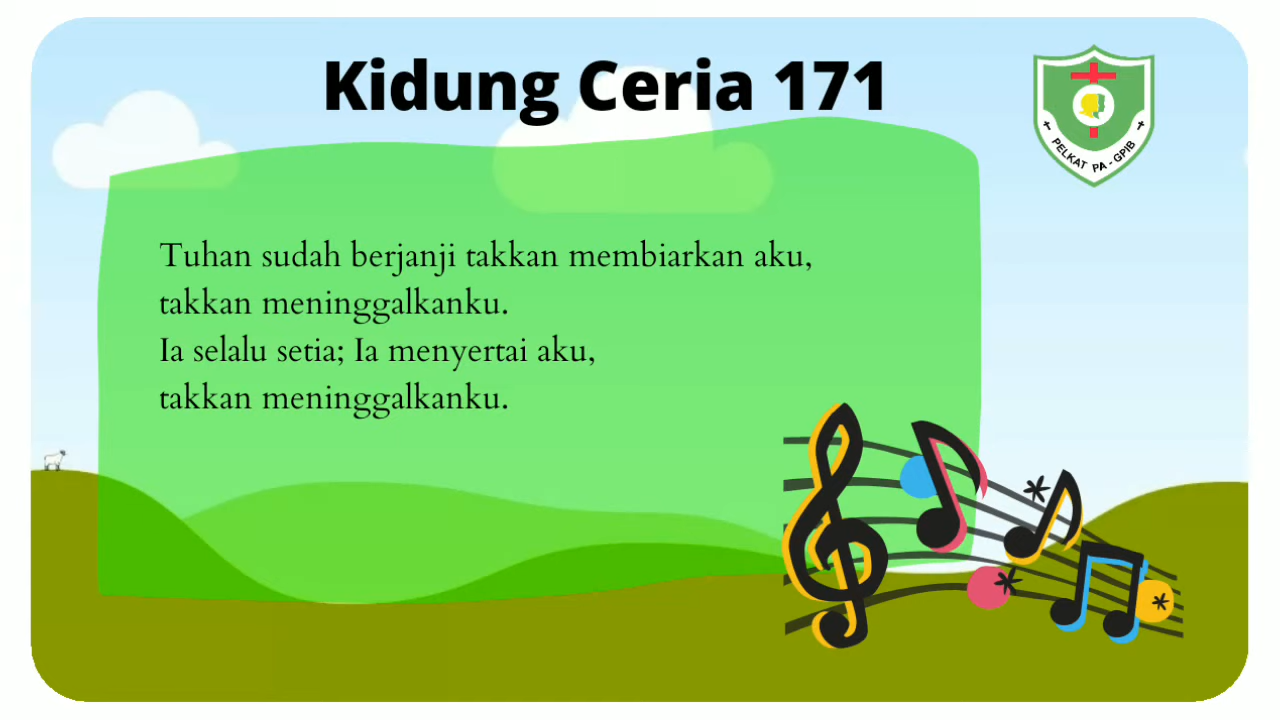 Kidung Ceria 171
PELKAT PA - GPIB
Tuhan sudah berjanji takkan membiarkan aku,
takkan meninggalkanku.
Ia selalu setia; Ia menyertai aku,
takkan meninggalkanku.